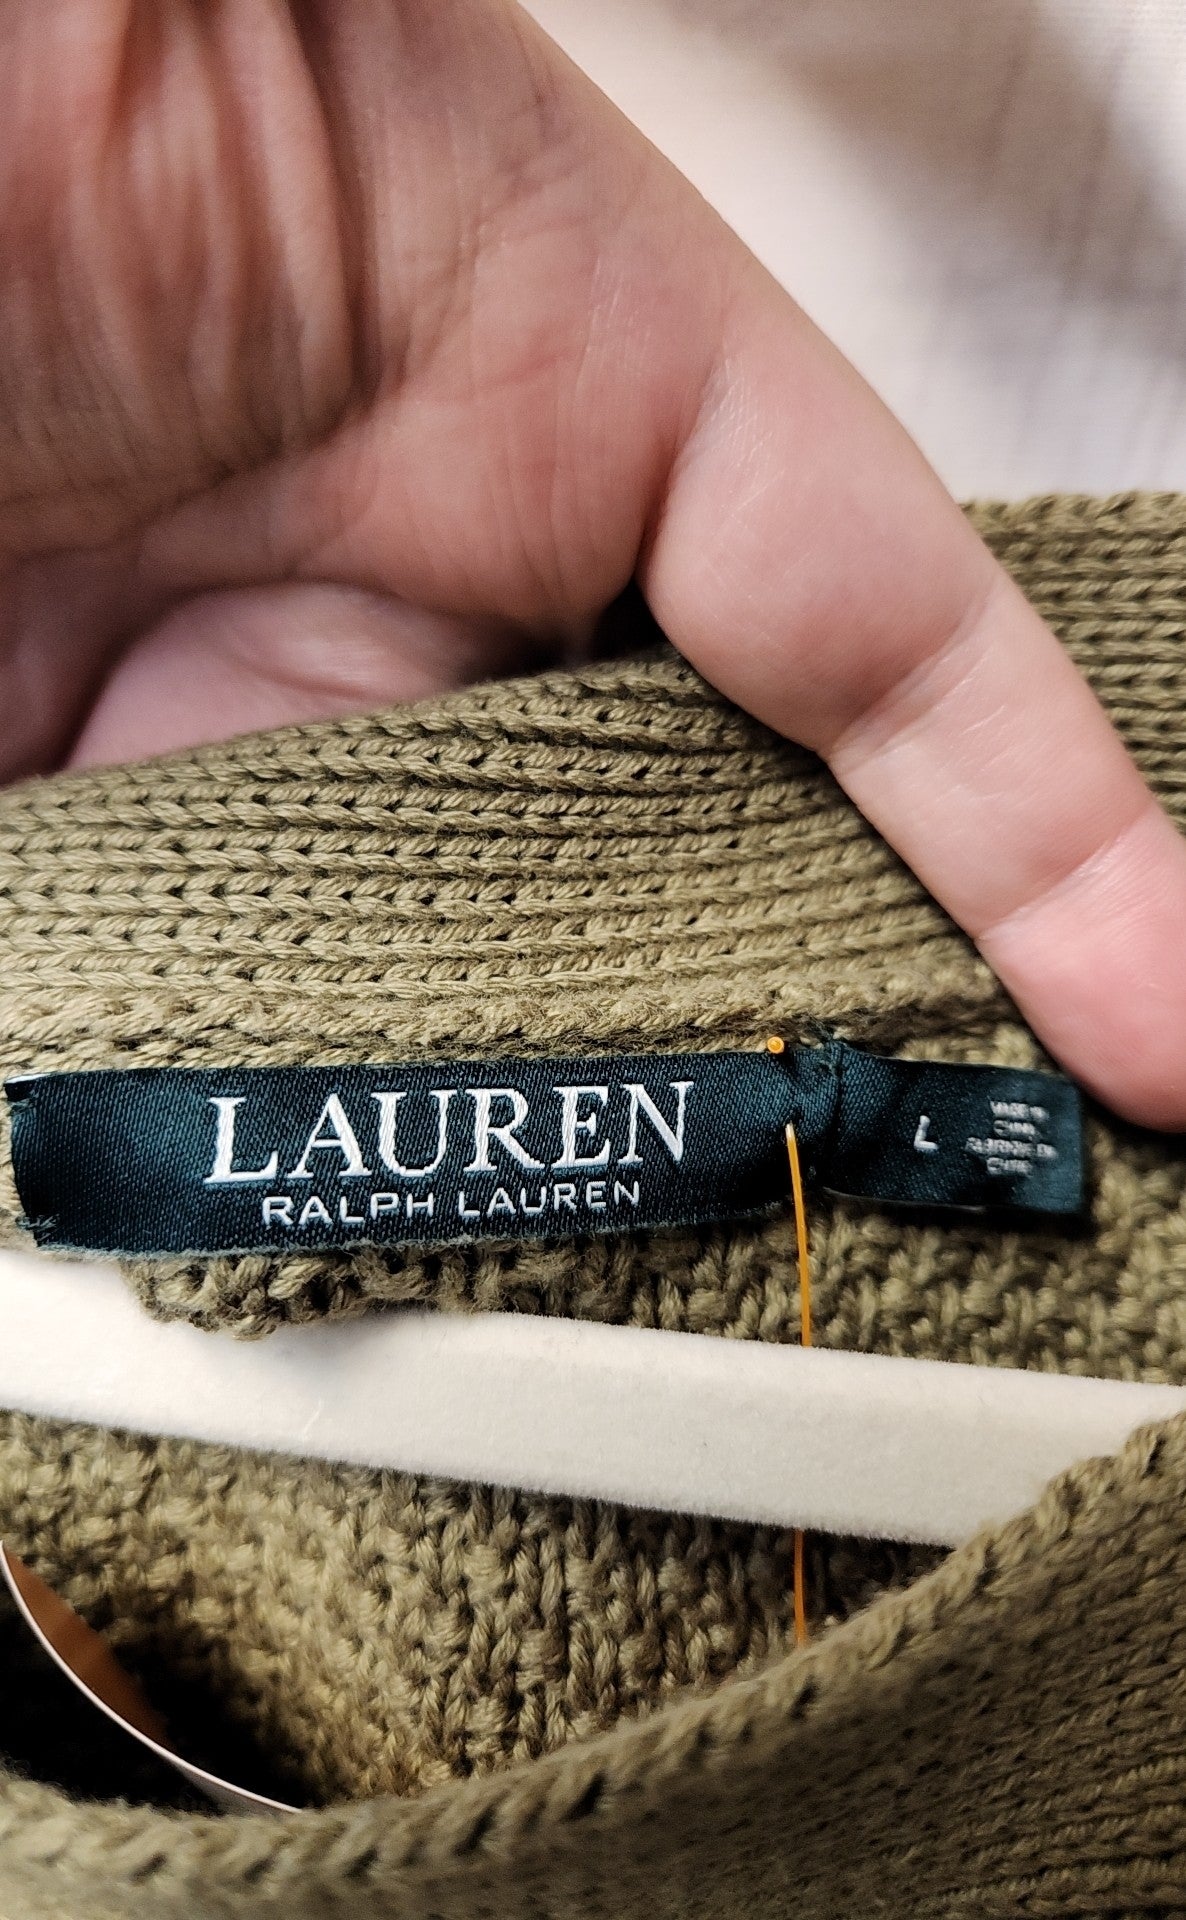 LAUREN
RALPH LAUREN
L
MADE IN
CHINA
FABRIQUÉ EN
CHINE